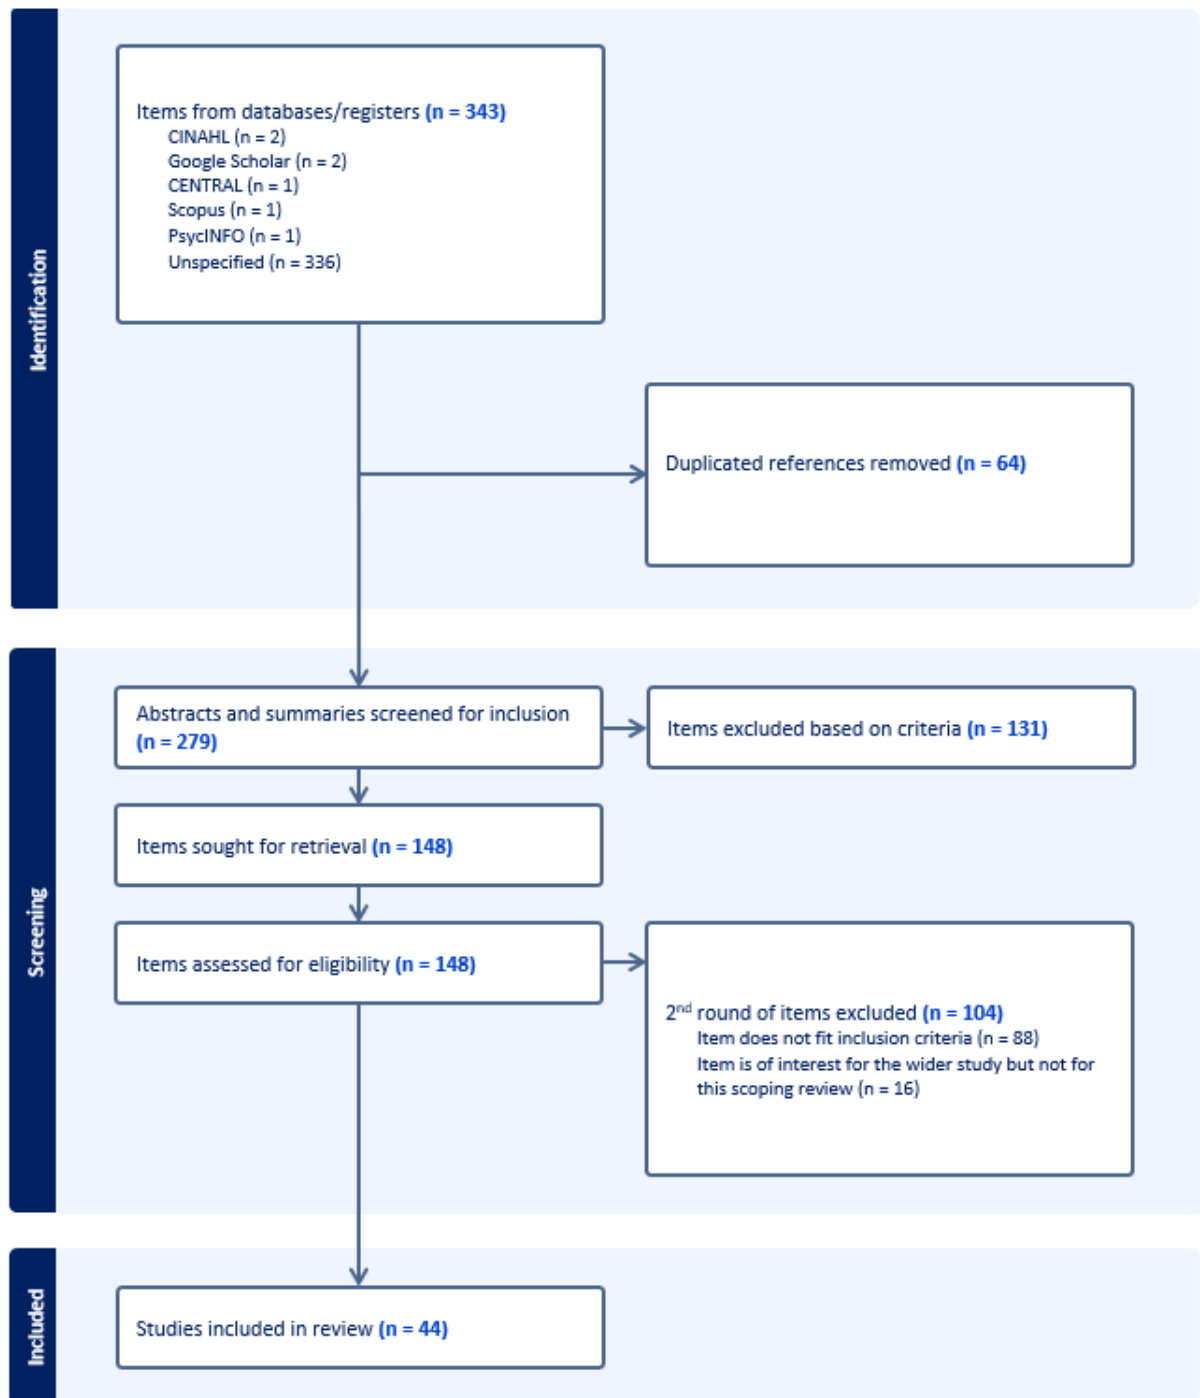 Identification
Items from databases/registers (n = 343)
CINAHL (n = 2)
Google Scholar (n = 2)
CENTRAL (n = 1)
Scopus (n = 1)
PsycINFO (n = 1)
Unspecified (n = 336)
Duplicated references removed (n = 64)
Screening
Abstracts and summaries screened for inclusion
(n = 279)
Items excluded based on criteria (n = 131)
Items sought for retrieval (n = 148)
Items assessed for eligibility (n = 148)
2nd round of items excluded (n = 104)
Item does not fit inclusion criteria (n = 88)
Item is of interest for the wider study but not for
this scoping review (n = 16)
Included
Studies included in review (n = 44)